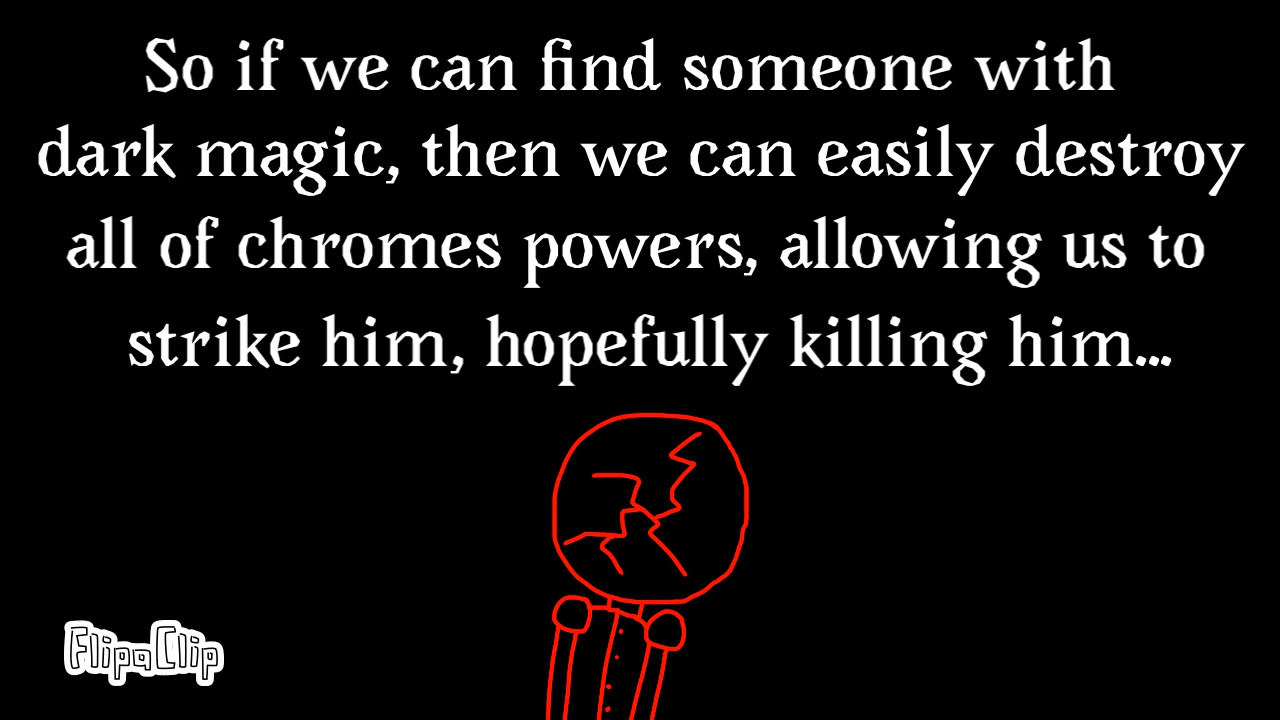 So if we can find someone with
dark magic, then we can easily destroy
all of chromes powers, allowing us to
strike him, hopefully killing him...
FlipaClip